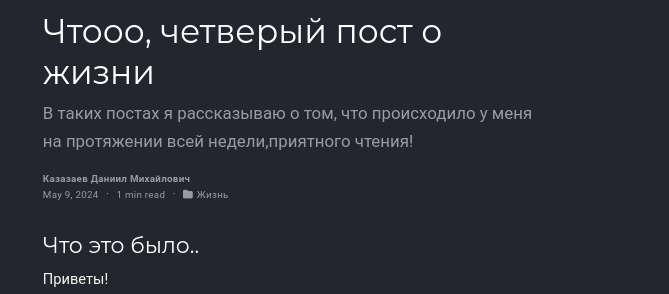 Чтооо, четверый пост о
жизни
В таких постах я рассказываю о том, что происходило у меня
на протяжении всей недели,приятного чтения!
Казазаев Даниил Михайлович
May 9, 2024 · 1 min read · Жизнь
Что это было..
Приветы!